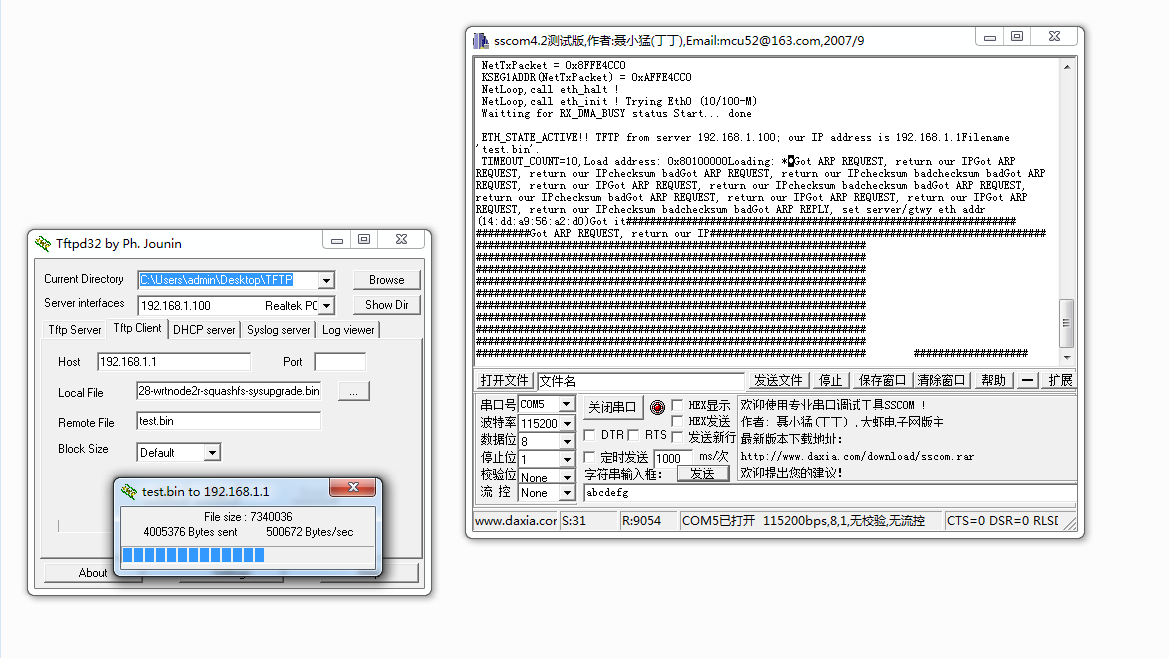 sscom4.2测试版,作者:聂小猛(丁丁),Email:mcu52@163.com,2007/9
NetTxPacket = 0x8FFE4CC0
KSEG1ADDR(NetTxPacket) = 0xAFFE4CC0
NetLoop,call eth_halt !
NetLoop,call eth_init ! Trying Eth0 (10/100-M)
Waitting for RX_DMA_BUSY status Start... done
ETH_STATE_ACTIVE!! TFTP from server 192.168.1.100; our IP address is 192.168.1.1Filename
'test.bin'.
TIMEOUT_COUNT=10,Load address: 0x80100000Loading: *Got ARP REQUEST, return our IPGot ARP
REQUEST, return our IPchecksum badGot ARP REQUEST, return our IPchecksum badchecksum badGot ARP
REQUEST, return our IPGot ARP REQUEST, return our IPchecksum badchecksum badGot ARP REQUEST,
return our IPchecksum badGot ARP REQUEST, return our IPGot ARP REQUEST, return our IPGot ARP
REQUEST, return our IPchecksum badchecksum badGot ARP REPLY, set server/gtwy eth addr
(14:dd:a9:56:a2:d0)Got it#################################################################
#########Got ARP REQUEST, return our IP########################################################
#################################################################
#################################################################
#################################################################
#################################################################
#################################################################
#################################################################
#################################################################
#################################################################
#################################################################
################################################################# ###################
打开文件 文件名 发送文件 停止 保存窗口 清除窗口 帮助 — 扩展
串口号 COM5 关闭串口 HEX显示
波特率 115200 HEX发送
数据位 8 DTR RTS 发送新行
停止位 1 定时发送 1000 ms/次
校验位 None 字符串输入框: 发送
流 控 None abcdefg
欢迎使用专业串口调试工具SSCOM !
作者: 聂小猛(丁丁) ,大虾电子网版主
最新版本下载地址:
http://www.daxia.com/download/sscom.rar
欢迎提出您的建议!
www.daxia.cor S:31 R:9054 COM5已打开 115200bps,8,1,无校验,无流控 CTS=0 DSR=0 RLSD
Tftpd32 by Ph. Jounin
Current Directory C:\Users\admin\Desktop\TFTP Browse
Server interfaces 192.168.1.100 Realtek PC Show Dir
Tftp Server Tftp Client DHCP server Syslog server Log viewer
Host 192.168.1.1 Port
Local File 28-wrtnode2r-squashfs-sysupgrade.bin ...
Remote File test.bin
Block Size Default
test.bin to 192.168.1.1
File size : 7340036
4005376 Bytes sent 500672 Bytes/sec
About